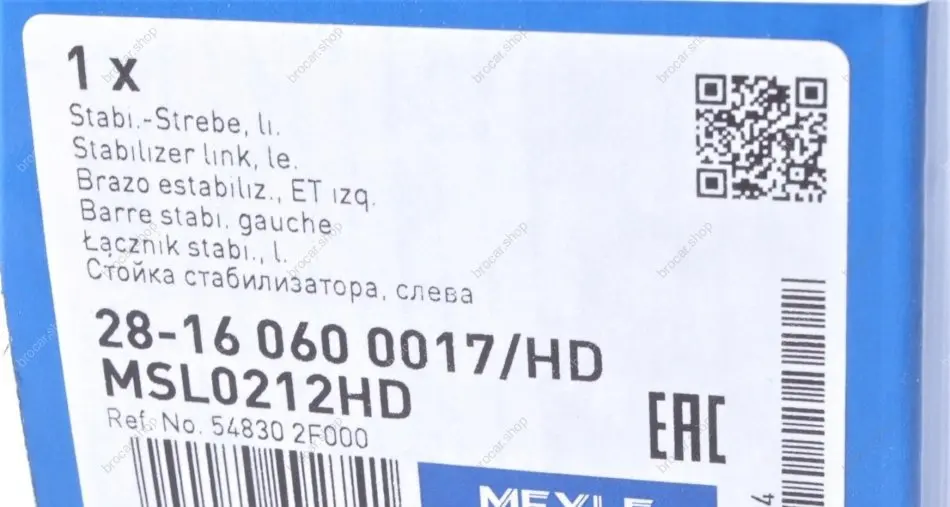 1 x
Stabi.-Strebe, li.
Stabilizer link, le.
Brazo estabiliz., ET izq.
Barre stabi. gauche
Łącznik stabi., l.
Стойка стабилизатора, слева
28-16 060 0017/HD
MSL0212HD
Ref. No. 54830 2F000
EAC
MEYLE
4
brocar.shop